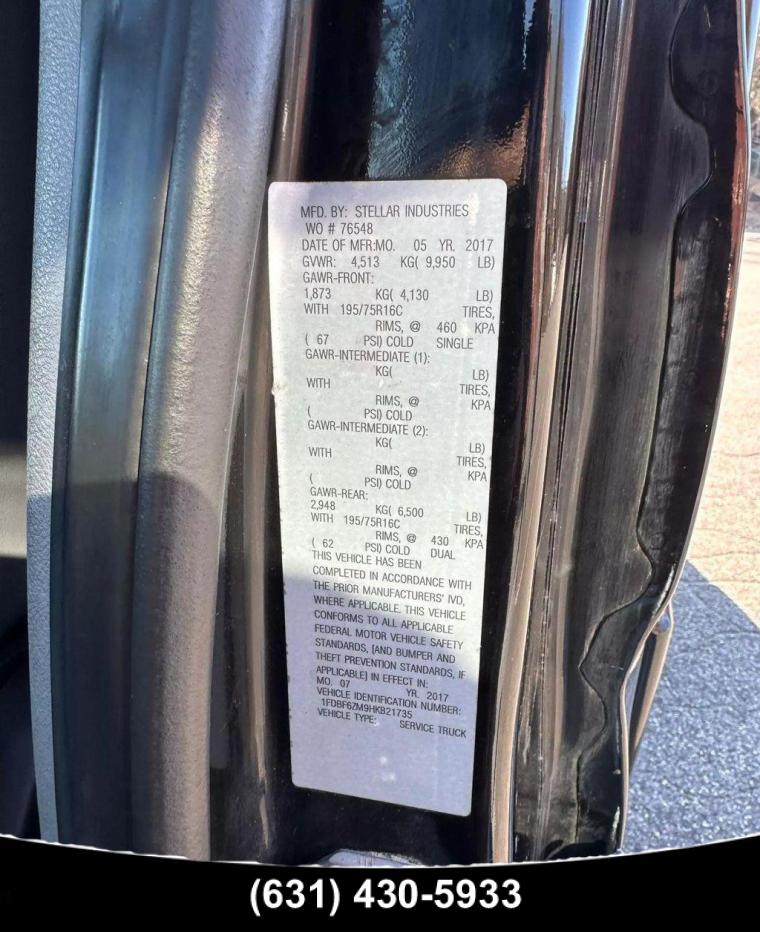 MFD. BY: STELLAR INDUSTRIES
WO # 76548
DATE OF MFR:MO. 05 YR. 2017
GVWR: 4,513 KG( 9,950 LB)
GAWR-FRONT:
1,873 KG( 4,130 LB)
WITH 195/75R16C TIRES,
RIMS, @ 460 KPA
( 67 PSI) COLD SINGLE
GAWR-INTERMEDIATE (1):
KG( LB)
WITH TIRES,
RIMS, @ KPA
( PSI) COLD
GAWR-INTERMEDIATE (2):
KG( LB)
WITH TIRES,
RIMS, @ KPA
( PSI) COLD
GAWR-REAR:
2,948 KG( 6,500 LB)
WITH 195/75R16C TIRES,
RIMS, @ 430 KPA
( 62 PSI) COLD DUAL
THIS VEHICLE HAS BEEN
COMPLETED IN ACCORDANCE WITH
THE PRIOR MANUFACTURERS' IVD,
WHERE APPLICABLE. THIS VEHICLE
CONFORMS TO ALL APPLICABLE
FEDERAL MOTOR VEHICLE SAFETY
STANDARDS, [AND BUMPER AND
THEFT PREVENTION STANDARDS, IF
APPLICABLE] IN EFFECT IN:
MO. 07 YR. 2017
VEHICLE IDENTIFICATION NUMBER:
1FDBF6ZM9HKB21735
VEHICLE TYPE: SERVICE TRUCK
(631) 430-5933